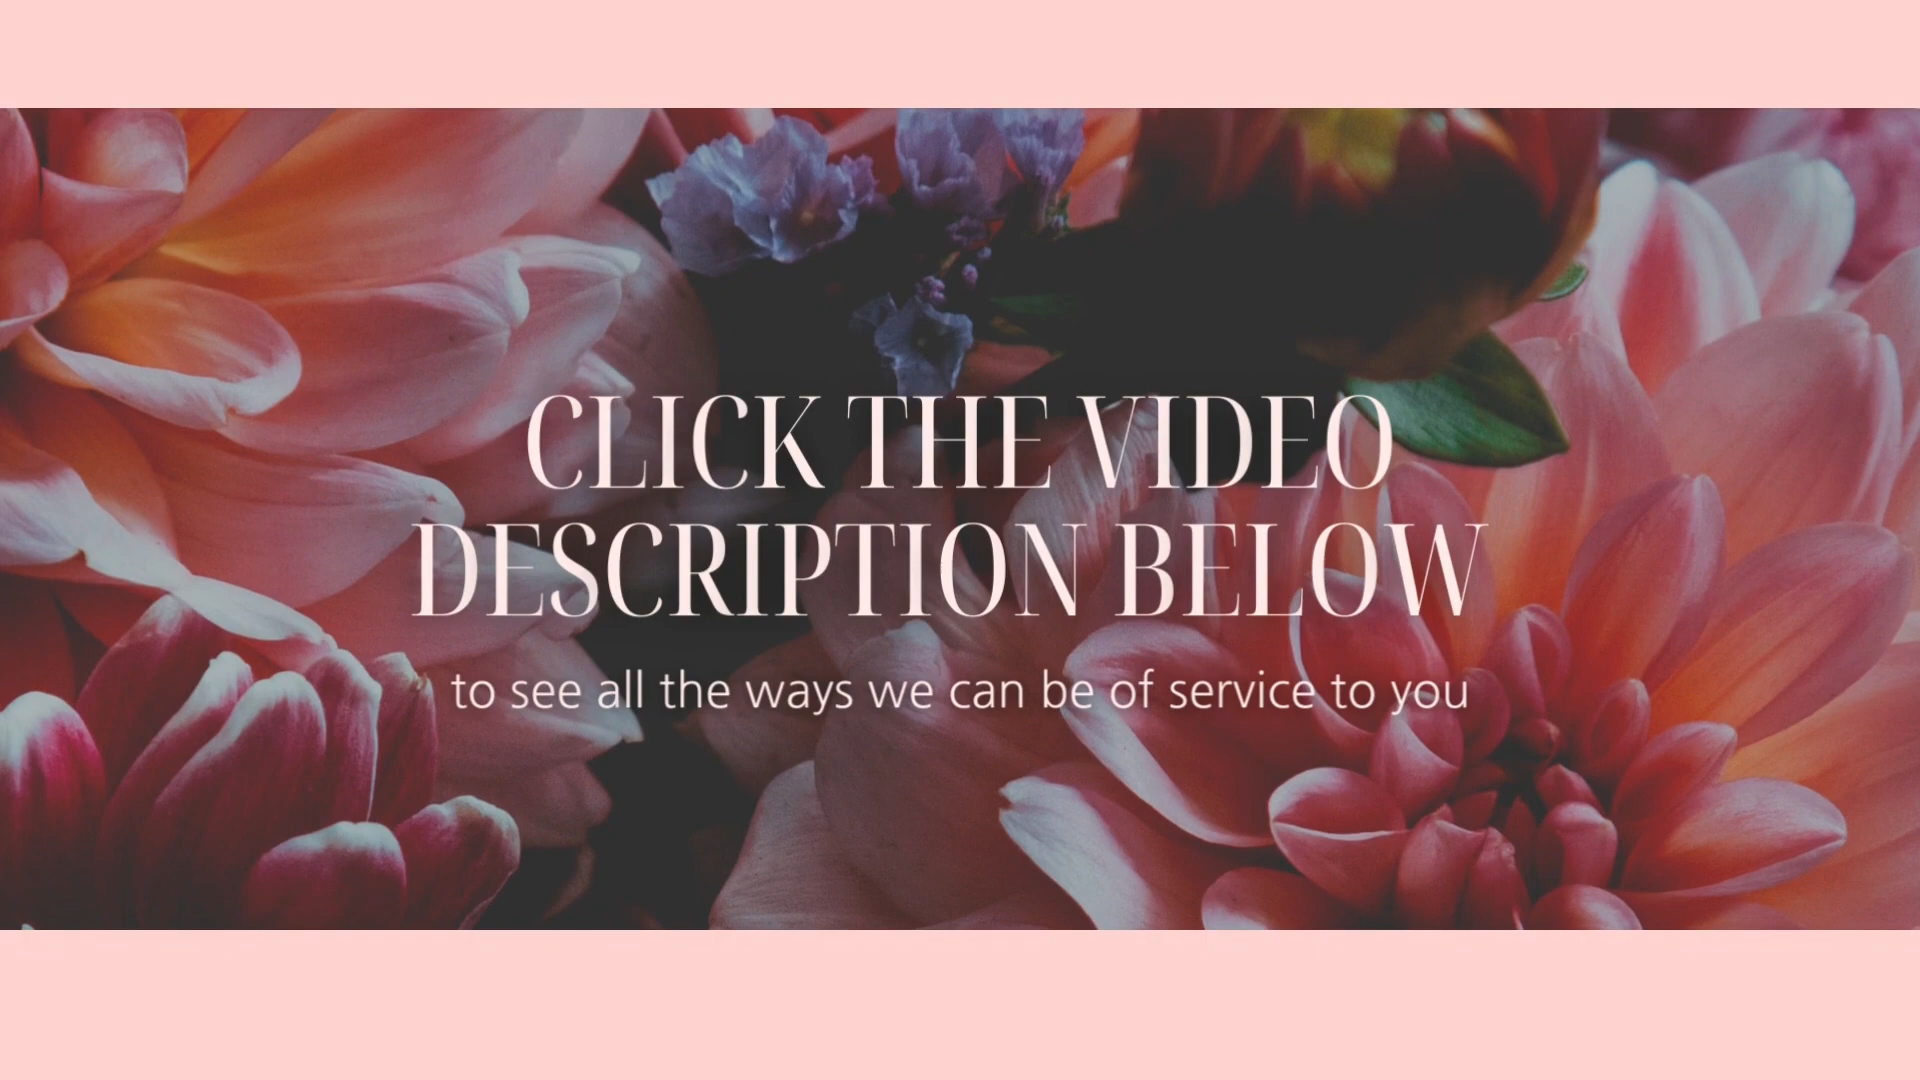 CLICK THE VIDEO
DESCRIPTION BELOW
to see all the ways we can be of service to you